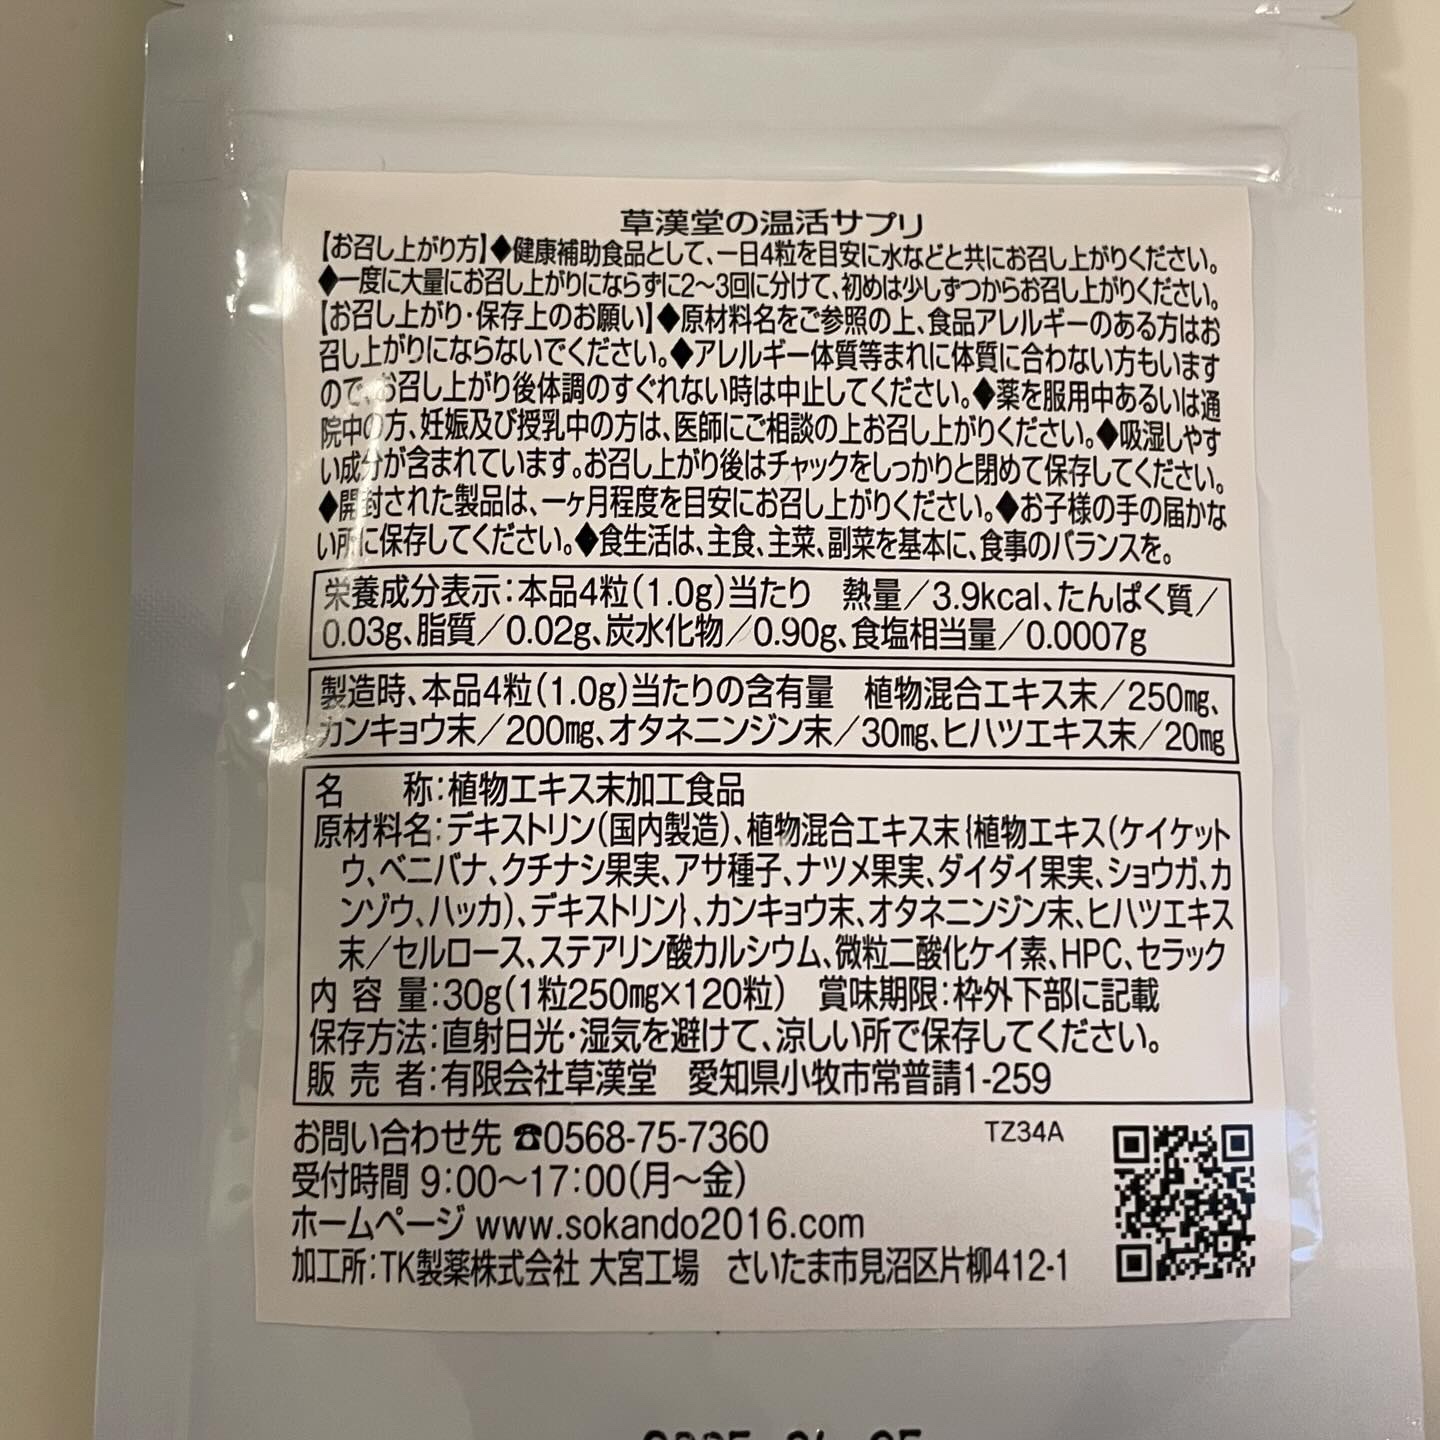 草漢堂の温活サプリ
【お召し上がり方】◆健康補助食品として、一日4粒を目安に水などと共にお召し上がりください。
◆一度に大量にお召し上がりにならずに2〜3回に分けて、初めは少しずつからお召し上がりください。
【お召し上がり・保存上のお願い】◆原材料名をご参照の上、食品アレルギーのある方はお
召し上がりにならないでください。◆アレルギー体質等まれに体質に合わない方もいます
ので、お召し上がり後体調のすぐれない時は中止してください。◆薬を服用中あるいは通
院中の方、妊娠及び授乳中の方は、医師にご相談の上お召し上がりください。◆吸湿しやす
い成分が含まれています。お召し上がり後はチャックをしっかりと閉めて保存してください。
◆開封された製品は、一ヶ月程度を目安にお召し上がりください。◆お子様の手の届かな
い所に保存してください。◆食生活は、主食、主菜、副菜を基本に、食事のバランスを。
栄養成分表示：本品4粒（1.0g）当たり　熱量／3.9kcal、たんぱく質／
0.03g、脂質／0.02g、炭水化物／0.90g、食塩相当量／0.0007g
製造時、本品4粒（1.0g）当たりの含有量　植物混合エキス末／250㎎、
カンキョウ末／200㎎、オタネニンジン末／30㎎、ヒハツエキス末／20㎎
名　　称：植物エキス末加工食品
原材料名：デキストリン（国内製造）、植物混合エキス末｛植物エキス（ケイケット
ウ、ベニバナ、クチナシ果実、アサ種子、ナツメ果実、ダイダイ果実、ショウガ、カ
ンゾウ、ハッカ）、デキストリン｝、カンキョウ末、オタネニンジン末、ヒハツエキス
末／セルロース、ステアリン酸カルシウム、微粒二酸化ケイ素、HPC、セラック
内 容 量：30g（1粒250㎎×120粒）　賞味期限：枠外下部に記載
保存方法：直射日光・湿気を避けて、涼しい所で保存してください。
販 売 者：有限会社草漢堂　愛知県小牧市常普請1-259
お問い合わせ先 ☎0568-75-7360
TZ34A
受付時間 9:00〜17:00（月〜金）
ホームページ www.sokando2016.com
加工所：TK製薬株式会社 大宮工場　さいたま市見沼区片柳412-1